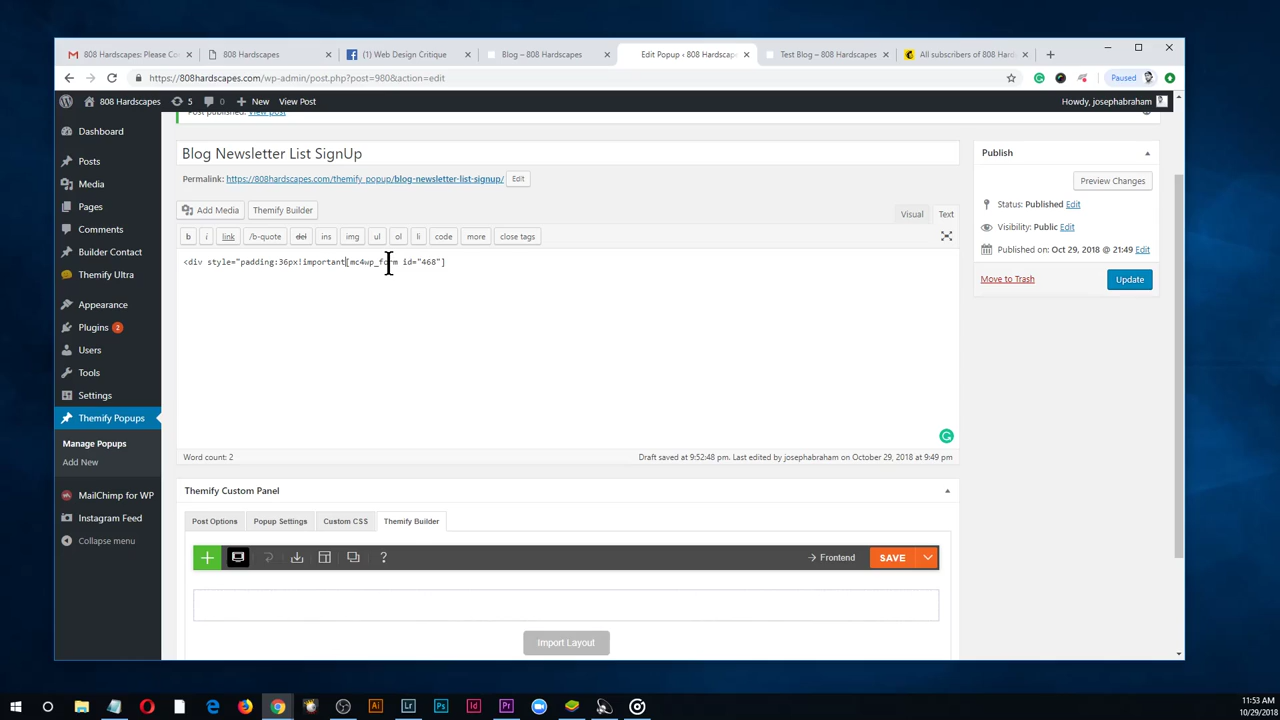 808 Hardscapes: Please Co
808 Hardscapes
(1) Web Design Critique
Blog – 808 Hardscapes
Edit Popup ‹ 808 Hardscap
Test Blog – 808 Hardscapes
All subscribers of 808 Hard
https://808hardscapes.com/wp-admin/post.php?post=980&action=edit
Paused
808 Hardscapes 5 0 New View Post
Howdy, josephabraham
Dashboard
Posts
Media
Pages
Comments
Builder Contact
Themify Ultra
Appearance
Plugins 2
Users
Tools
Settings
Themify Popups
Manage Popups
Add New
MailChimp for WP
Instagram Feed
Collapse menu
Post published. View post
Blog Newsletter List SignUp
Permalink: https://808hardscapes.com/themify_popup/blog-newsletter-list-signup/ Edit
Add Media Themify Builder
Visual Text
b i link b-quote del ins img ul ol li code more close tags
<div style="padding:36px!important[mc4wp_form id="468"]
Word count: 2
Draft saved at 9:52:48 pm. Last edited by josephabraham on October 29, 2018 at 9:49 pm
Themify Custom Panel
Post Options Popup Settings Custom CSS Themify Builder
Frontend SAVE
Import Layout
Publish
Preview Changes
Status: Published Edit
Visibility: Public Edit
Published on: Oct 29, 2018 @ 21:49 Edit
Move to Trash Update
Ai Lr Ps Id Pr
11:53 AM
10/29/2018